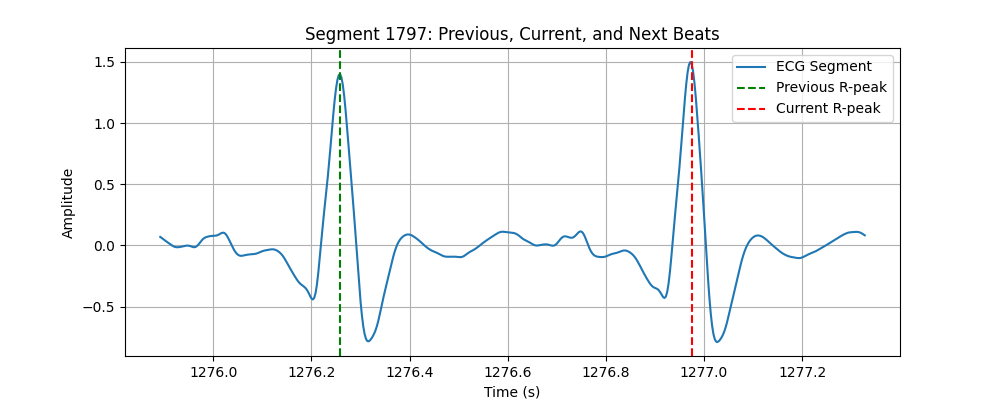 Segment 1797: Previous, Current, and Next Beats
ECG Segment
Previous R-peak
Current R-peak
Amplitude
1.5
1.0
0.5
0.0
−0.5
1276.0
1276.2
1276.4
1276.6
1276.8
1277.0
1277.2
Time (s)